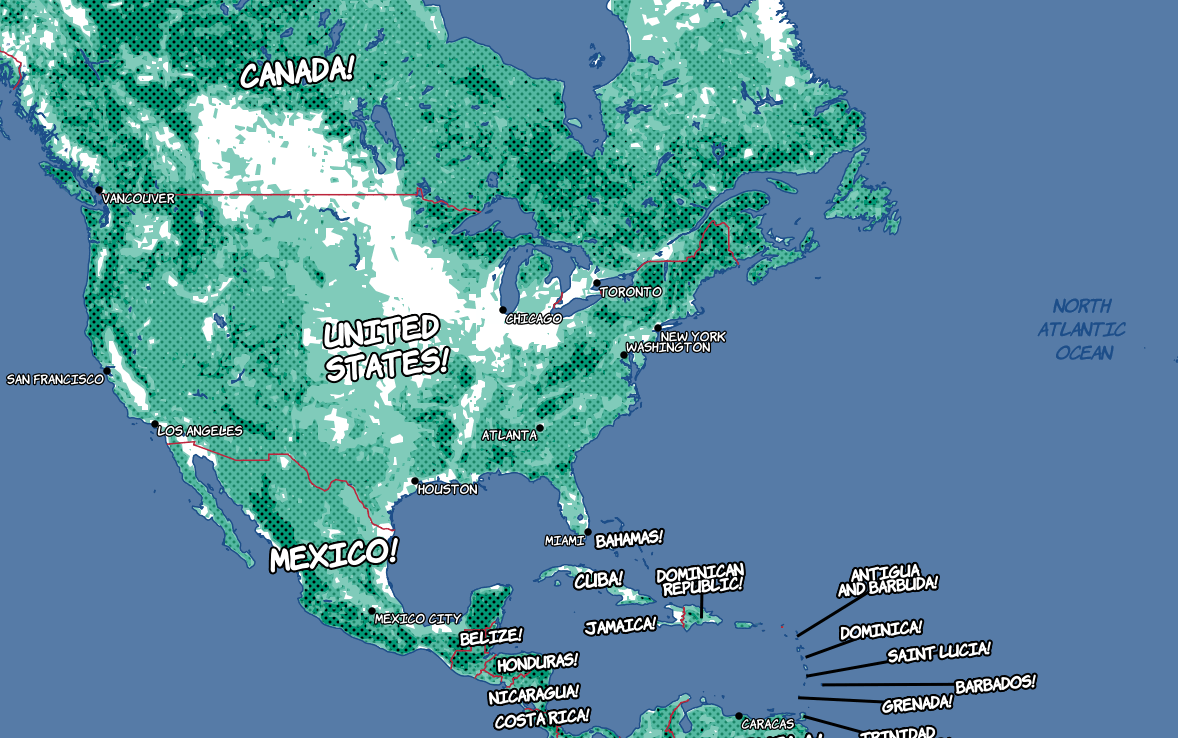 CANADA!
VANCOUVER
TORONTO
NORTH
ATLANTIC
OCEAN
CHICAGO
UNITED
STATES!
NEW YORK
WASHINGTON
SAN FRANCISCO
LOS ANGELES
ATLANTA
HOUSTON
MIAMI
BAHAMAS!
MEXICO!
CUBA!
DOMINICAN
REPUBLIC!
ANTIGUA
AND BARBUDA!
MEXICO CITY
JAMAICA!
DOMINICA!
BELIZE!
SAINT LUCIA!
HONDURAS!
BARBADOS!
NICARAGUA!
GRENADA!
COSTA RICA!
CARACAS
TRINIDAD